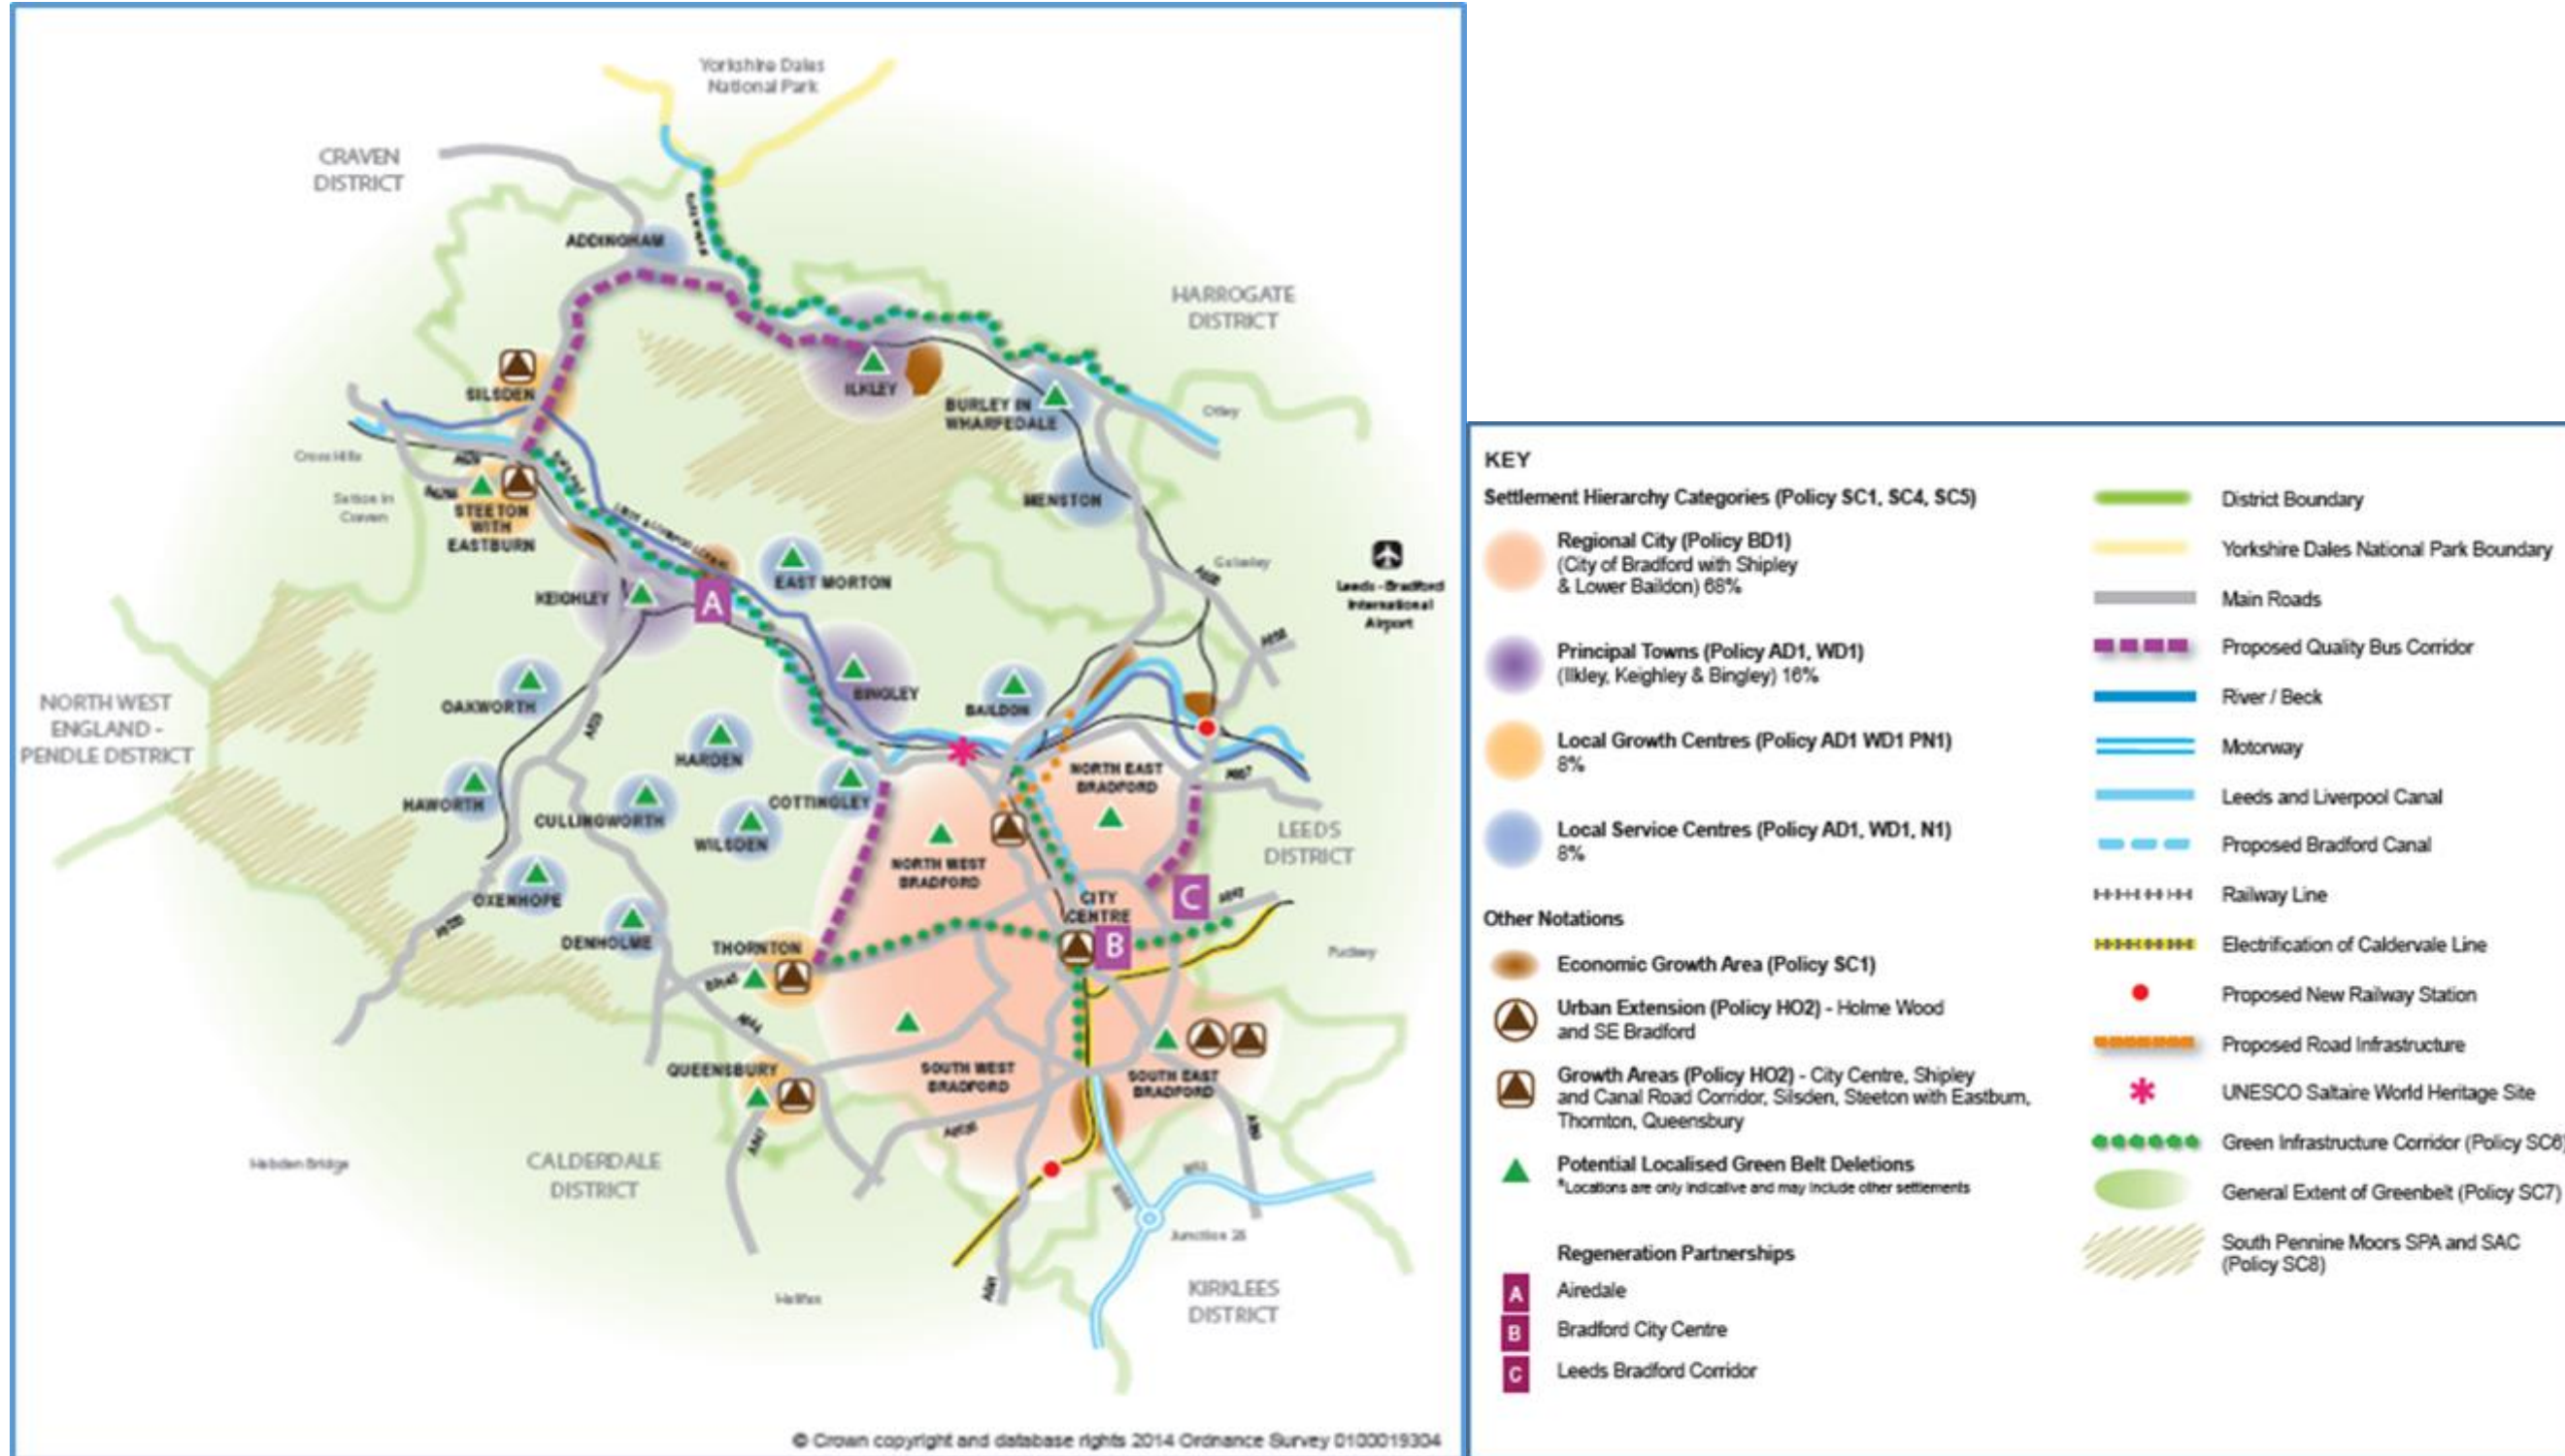 Yorkshire Dales
National Park
CRAVEN
DISTRICT
ADDINGHAM
HARROGATE
DISTRICT
SILSDEN
ILKLEY
BURLEY IN
WHARFEDALE
Otley
Cross Hills
Sutton in
Craven
STEETON
WITH
EASTBURN
MENSTON
Guiseley
Leeds - Bradford
International
Airport
EAST MORTON
KEIGHLEY
A
BINGLEY
BAILDON
OAKWORTH
NORTH WEST
ENGLAND -
PENDLE DISTRICT
HARDEN
HAWORTH
CULLINGWORTH
COTTINGLEY
WILSDEN
NORTH EAST
BRADFORD
LEEDS
DISTRICT
NORTH WEST
BRADFORD
OXENHOPE
CITY
CENTRE
C
DENHOLME
THORNTON
B
Pudsey
QUEENSBURY
SOUTH WEST
BRADFORD
SOUTH EAST
BRADFORD
Hebden Bridge
CALDERDALE
DISTRICT
Junction 26
Halifax
KIRKLEES
DISTRICT
© Crown copyright and database rights 2014 Ordnance Survey 0100019304
KEY
Settlement Hierarchy Categories (Policy SC1, SC4, SC5)
Regional City (Policy BD1)
(City of Bradford with Shipley
& Lower Baildon) 68%
Principal Towns (Policy AD1, WD1)
(Ilkley, Keighley & Bingley) 16%
Local Growth Centres (Policy AD1 WD1 PN1)
8%
Local Service Centres (Policy AD1, WD1, N1)
8%
Other Notations
Economic Growth Area (Policy SC1)
Urban Extension (Policy HO2) - Holme Wood
and SE Bradford
Growth Areas (Policy HO2) - City Centre, Shipley
and Canal Road Corridor, Silsden, Steeton with Eastburn,
Thornton, Queensbury
Potential Localised Green Belt Deletions
*Locations are only indicative and may include other settlements
Regeneration Partnerships
A Airedale
B Bradford City Centre
C Leeds Bradford Corridor
District Boundary
Yorkshire Dales National Park Boundary
Main Roads
Proposed Quality Bus Corridor
River / Beck
Motorway
Leeds and Liverpool Canal
Proposed Bradford Canal
Railway Line
Electrification of Caldervale Line
Proposed New Railway Station
Proposed Road Infrastructure
UNESCO Saltaire World Heritage Site
Green Infrastructure Corridor (Policy SC6)
General Extent of Greenbelt (Policy SC7)
South Pennine Moors SPA and SAC
(Policy SC8)